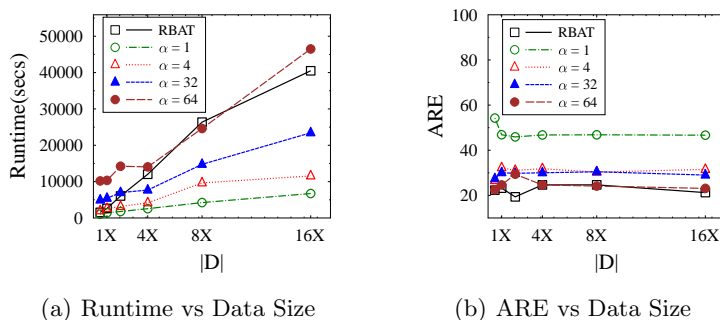 Runtime(secs)
50000
40000
30000
20000
10000
0
RBAT
α = 1
α = 4
α = 32
α = 64
1X 4X 8X 16X
|D|
(a) Runtime vs Data Size
ARE
80
60
40
20
RBAT
α = 1
α = 4
α = 32
α = 64
1X 4X 8X 16X
|D|
(b) ARE vs Data Size